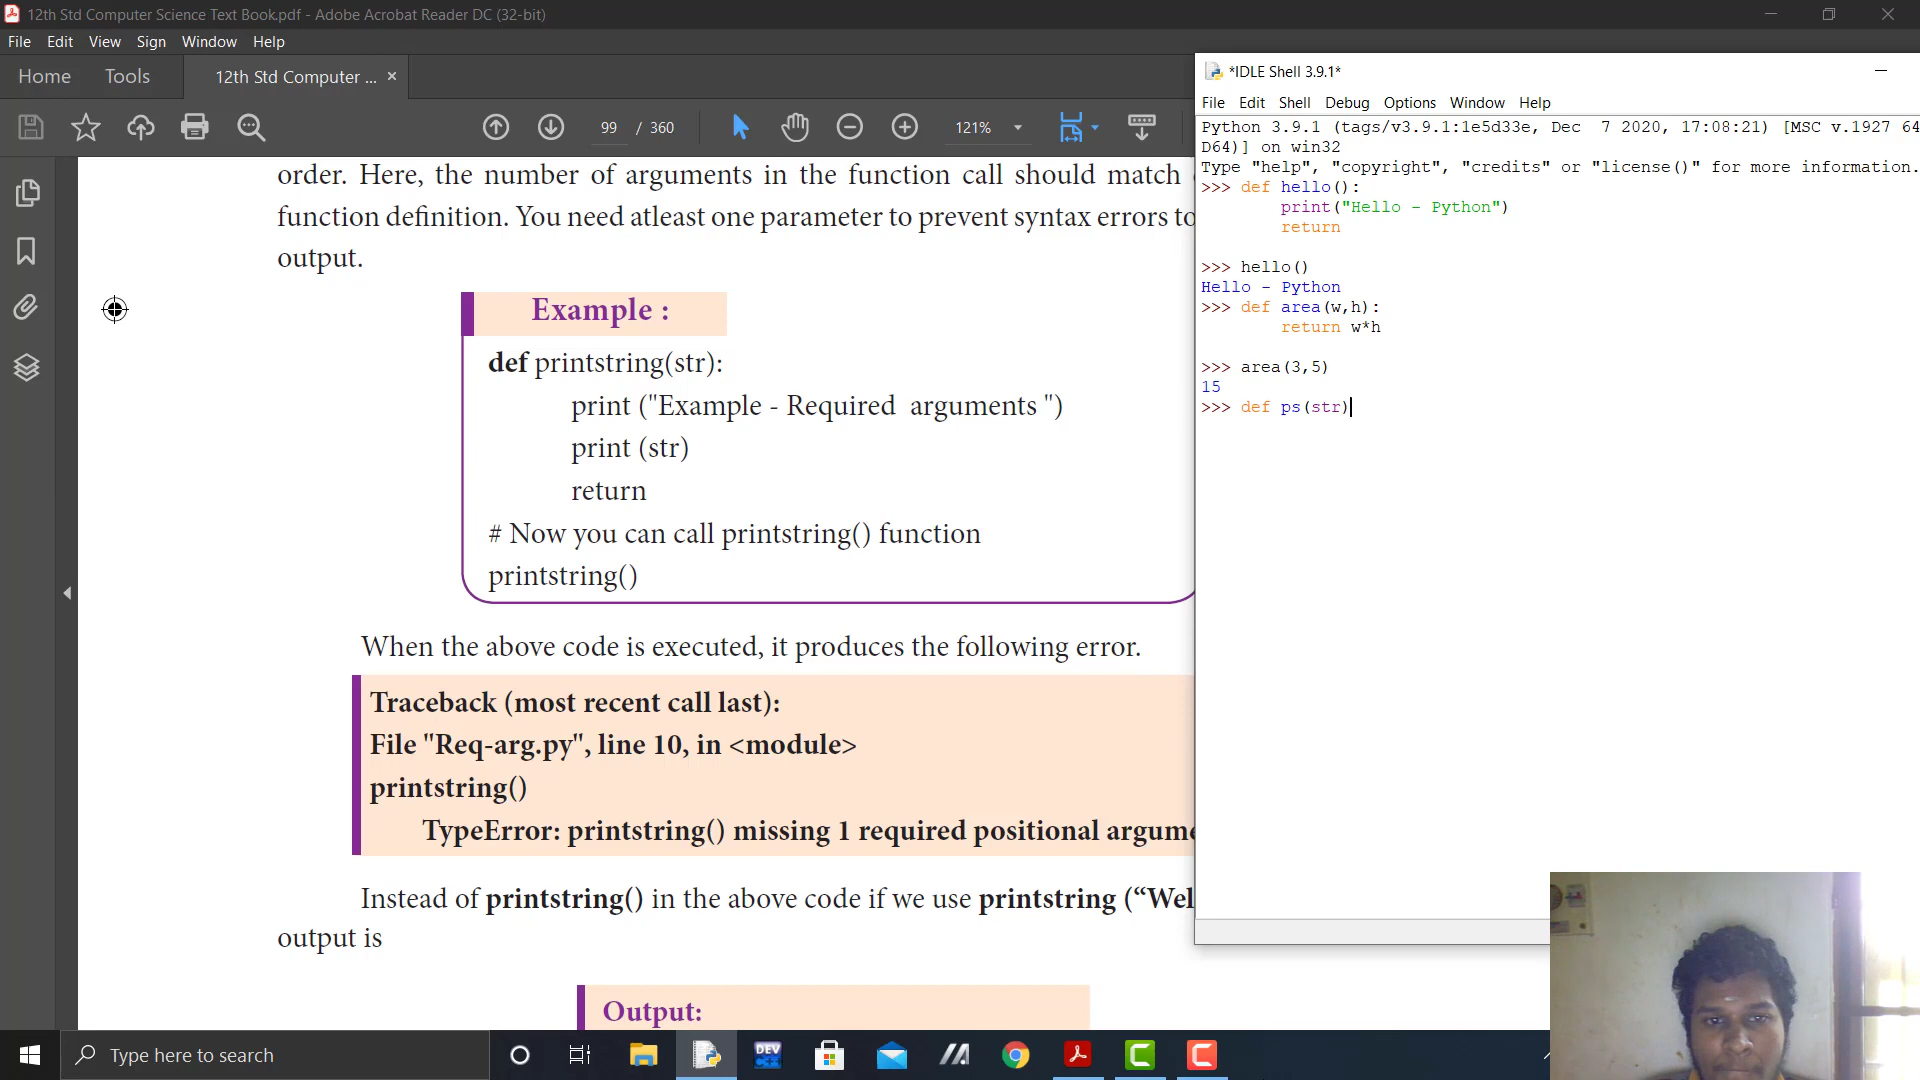 12th Std Computer Science Text Book.pdf - Adobe Acrobat Reader DC (32-bit)
File Edit View Sign Window Help
Home Tools 12th Std Computer ... ×
99 / 360 121%
order. Here, the number of arguments in the function call should match
function definition. You need atleast one parameter to prevent syntax errors to
output.
Example :
def printstring(str):
print ("Example - Required arguments ")
print (str)
return
# Now you can call printstring() function
printstring()
When the above code is executed, it produces the following error.
Traceback (most recent call last):
File "Req-arg.py", line 10, in <module>
printstring()
TypeError: printstring() missing 1 required positional argume
Instead of printstring() in the above code if we use printstring (“Wel
output is
Output:
*IDLE Shell 3.9.1*
File Edit Shell Debug Options Window Help
Python 3.9.1 (tags/v3.9.1:1e5d33e, Dec 7 2020, 17:08:21) [MSC v.1927 64
D64)] on win32
Type "help", "copyright", "credits" or "license()" for more information.
>>> def hello():
print("Hello - Python")
return
>>> hello()
Hello - Python
>>> def area(w,h):
return w*h
>>> area(3,5)
15
>>> def ps(str)
Type here to search
DEV
C++